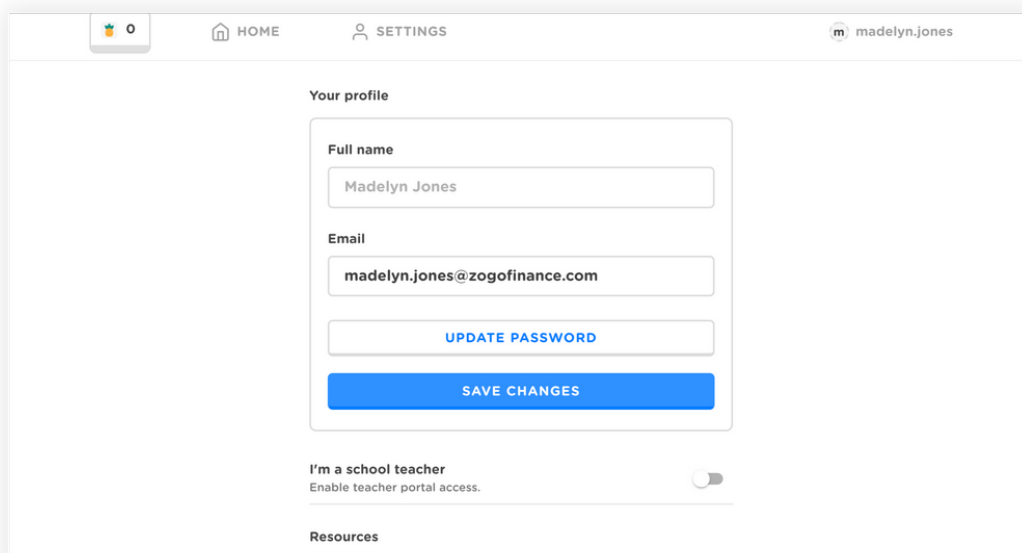 0
HOME
SETTINGS
m madelyn.jones
Your profile
Full name
Madelyn Jones
Email
madelyn.jones@zogofinance.com
UPDATE PASSWORD
SAVE CHANGES
I'm a school teacher
Enable teacher portal access.
Resources